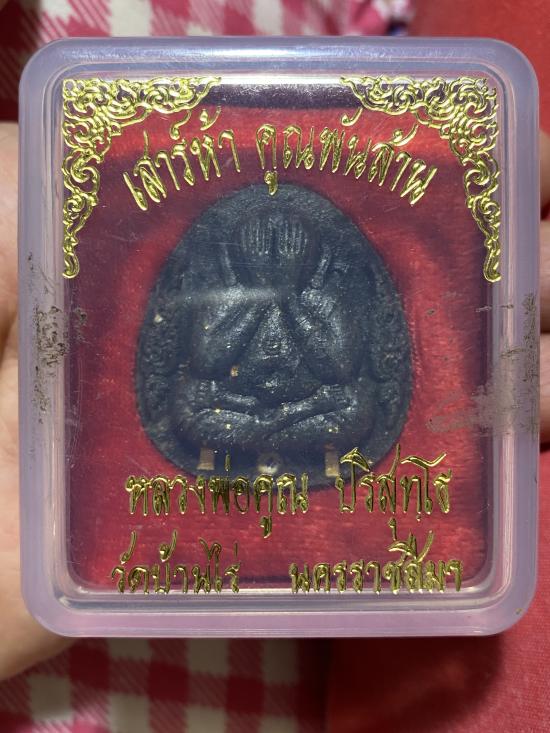 เสาร์ห้า คูณพันล้าน
หลวงพ่อคูณ ปริสุทฺโธ
วัดบ้านไร่ นครราชสีมา